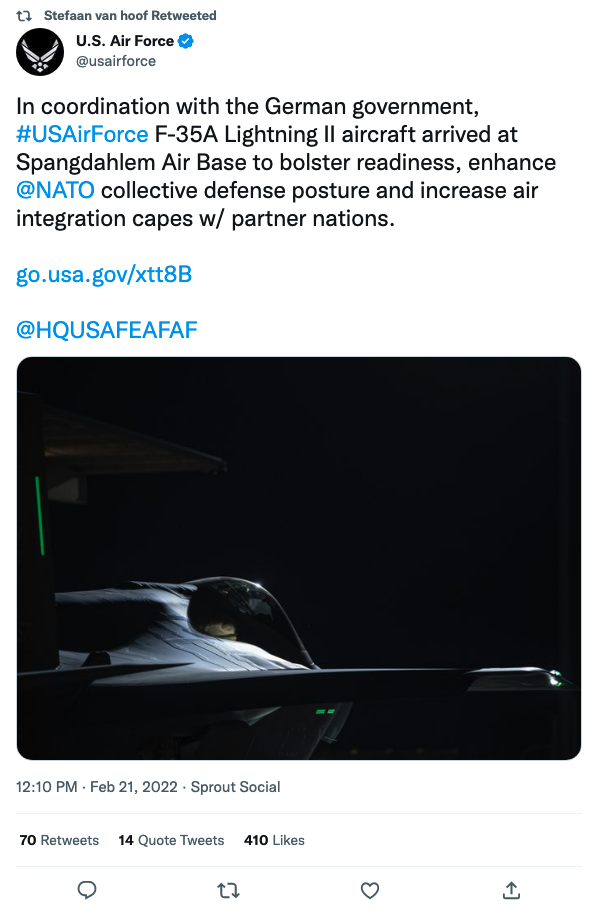 Stefaan van hoof Retweeted
U.S. Air Force
@usairforce
In coordination with the German government,
#USAirForce F-35A Lightning II aircraft arrived at
Spangdahlem Air Base to bolster readiness, enhance
@NATO collective defense posture and increase air
integration capes w/ partner nations.
go.usa.gov/xtt8B
@HQUSAFEAFAF
12:10 PM · Feb 21, 2022 · Sprout Social
70 Retweets 14 Quote Tweets 410 Likes